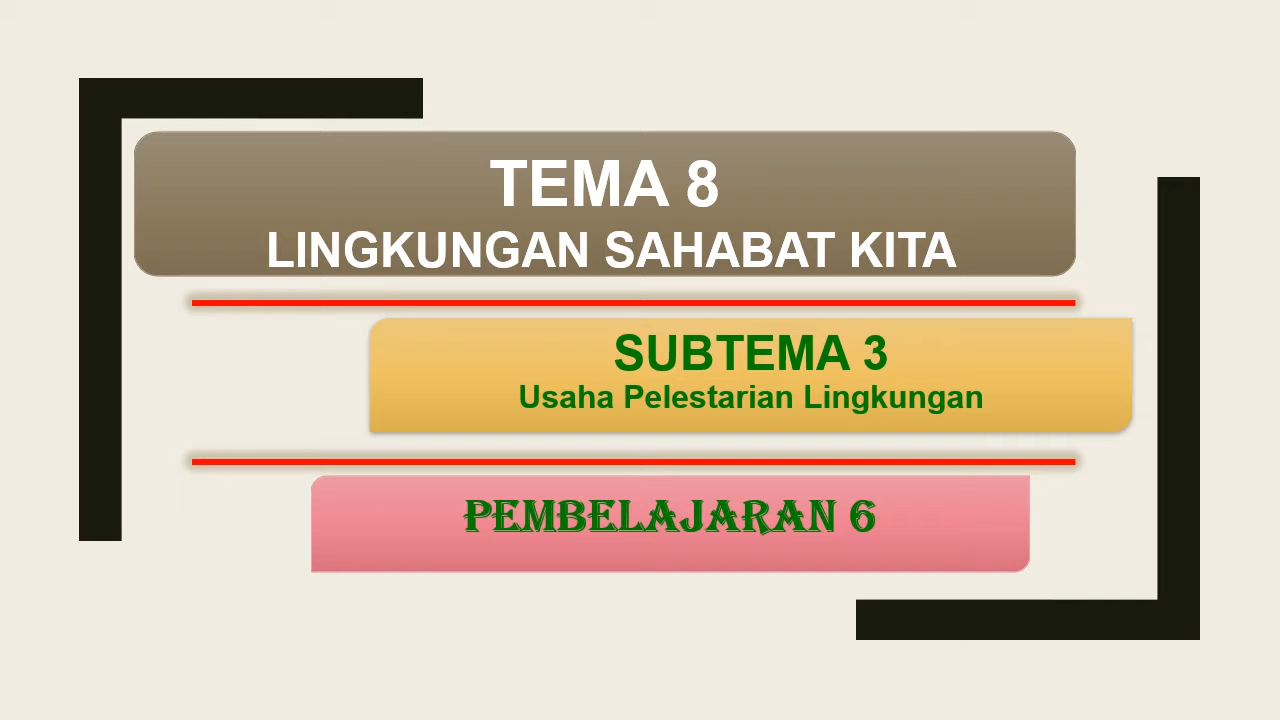 TEMA 8
LINGKUNGAN SAHABAT KITA
SUBTEMA 3
Usaha Pelestarian Lingkungan
PEMBELAJARAN 6